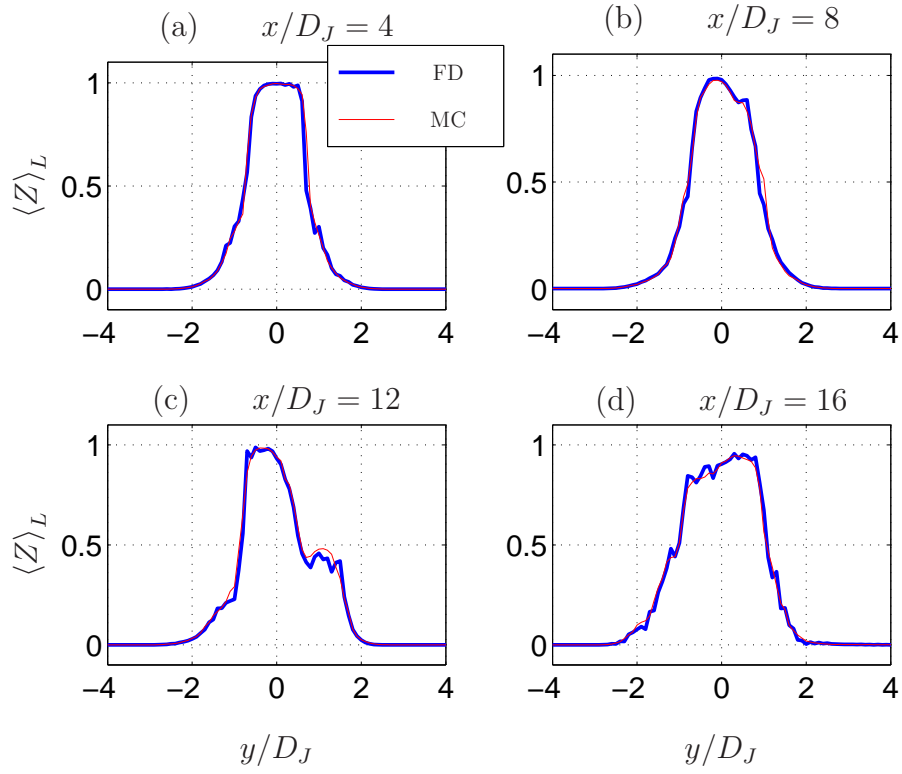 (a) x/D_J = 4
(b) x/D_J = 8
FD
MC
⟨Z⟩_L
1
0.5
0
−4 −2 0 2 4
1
0.5
0
−4 −2 0 2 4
(c) x/D_J = 12
(d) x/D_J = 16
⟨Z⟩_L
1
0.5
0
−4 −2 0 2 4
y/D_J
1
0.5
0
−4 −2 0 2 4
y/D_J